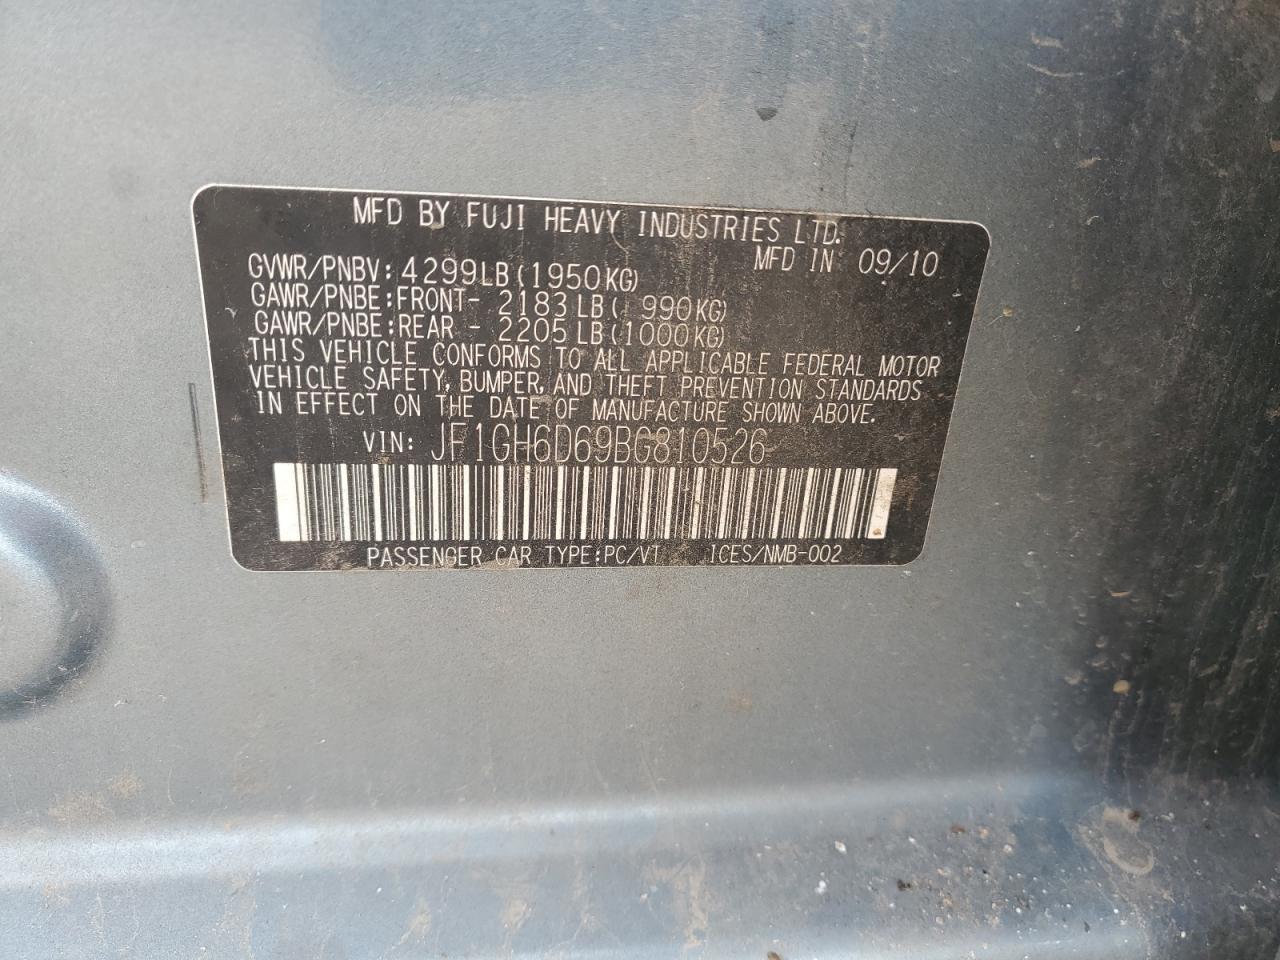 MFD BY FUJI HEAVY INDUSTRIES LTD.
MFD IN 09/10
GVWR/PNBV: 4299LB(1950KG)
GAWR/PNBE:FRONT- 2183LB( 990KG)
GAWR/PNBE:REAR - 2205LB(1000KG)
THIS VEHICLE CONFORMS TO ALL APPLICABLE FEDERAL MOTOR
VEHICLE SAFETY, BUMPER, AND THEFT PREVENTION STANDARDS
IN EFFECT ON THE DATE OF MANUFACTURE SHOWN ABOVE.
VIN: JF1GH6D69BG810526
PASSENGER CAR TYPE:PC/VT ICES/NMB-002